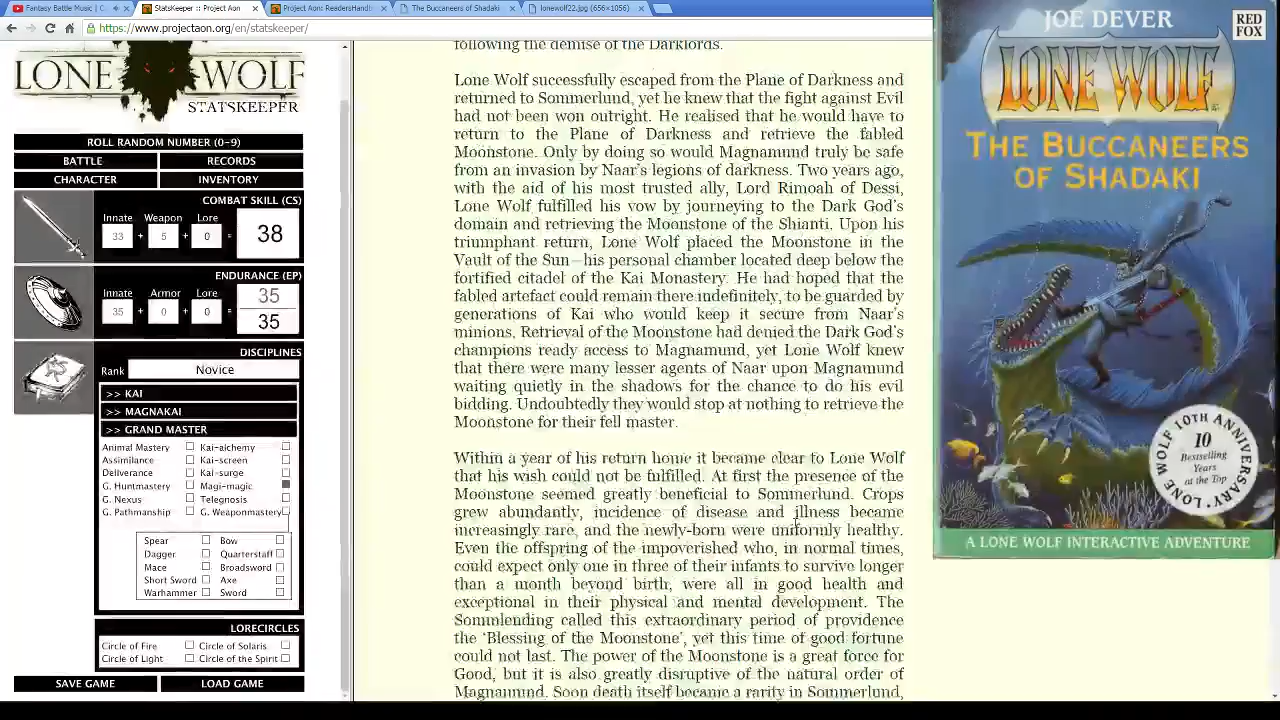 Fantasy Battle Music | C
StatsKeeper :: Project Aon
Project Aon: ReadersHandb
The Buccaneers of Shadaki
lonewolf22.jpg (656×1056)
https://www.projectaon.org/en/statskeeper/
LONE WOLF
STATSKEEPER
ROLL RANDOM NUMBER (0-9)
BATTLE RECORDS
CHARACTER INVENTORY
COMBAT SKILL (CS)
Innate Weapon Lore
33 + 5 + 0 = 38
ENDURANCE (EP)
Innate Armor Lore 35
35 + 0 + 0 = 35
DISCIPLINES
Rank Novice
>> KAI
>> MAGNAKAI
>> GRAND MASTER
Animal Mastery Kai-alchemy
Assimilance Kai-screen
Deliverance Kai-surge
G. Huntmastery Magi-magic
G. Nexus Telegnosis
G. Pathmanship G. Weaponmastery
Spear Bow
Dagger Quarterstaff
Mace Broadsword
Short Sword Axe
Warhammer Sword
LORECIRCLES
Circle of Fire Circle of Solaris
Circle of Light Circle of the Spirit
SAVE GAME LOAD GAME
following the demise of the Darklords.
Lone Wolf successfully escaped from the Plane of Darkness and
returned to Sommerlund, yet he knew that the fight against Evil
had not been won outright. He realised that he would have to
return to the Plane of Darkness and retrieve the fabled
Moonstone. Only by doing so would Magnamund truly be safe
from an invasion by Naar's legions of darkness. Two years ago,
with the aid of his most trusted ally, Lord Rimoah of Dessi,
Lone Wolf fulfilled his vow by journeying to the Dark God's
domain and retrieving the Moonstone of the Shianti. Upon his
triumphant return, Lone Wolf placed the Moonstone in the
Vault of the Sun—his personal chamber located deep below the
fortified citadel of the Kai Monastery. He had hoped that the
fabled artefact could remain there indefinitely, to be guarded by
generations of Kai who would keep it secure from Naar's
minions. Retrieval of the Moonstone had denied the Dark God's
champions ready access to Magnamund, yet Lone Wolf knew
that there were many lesser agents of Naar upon Magnamund
waiting quietly in the shadows for the chance to do his evil
bidding. Undoubtedly they would stop at nothing to retrieve the
Moonstone for their fell master.
Within a year of his return home it became clear to Lone Wolf
that his wish could not be fulfilled. At first the presence of the
Moonstone seemed greatly beneficial to Sommerlund. Crops
grew abundantly, incidence of disease and illness became
increasingly rare, and the newly-born were uniformly healthy.
Even the offspring of the impoverished who, in normal times,
could expect only one in three of their infants to survive longer
than a month beyond birth, were all in good health and
exceptional in their physical and mental development. The
Sommlending called this extraordinary period of providence
the 'Blessing of the Moonstone', yet this time of good fortune
could not last. The power of the Moonstone is a great force for
Good, but it is also greatly disruptive of the natural order of
Magnamund. Soon death itself became a rarity in Sommerlund,
JOE DEVER
RED
FOX
LONE WOLF
THE BUCCANEERS
OF SHADAKI
LONE WOLF 10TH ANNIVERSARY
10
Bestselling
Years
at the Top
A LONE WOLF INTERACTIVE ADVENTURE